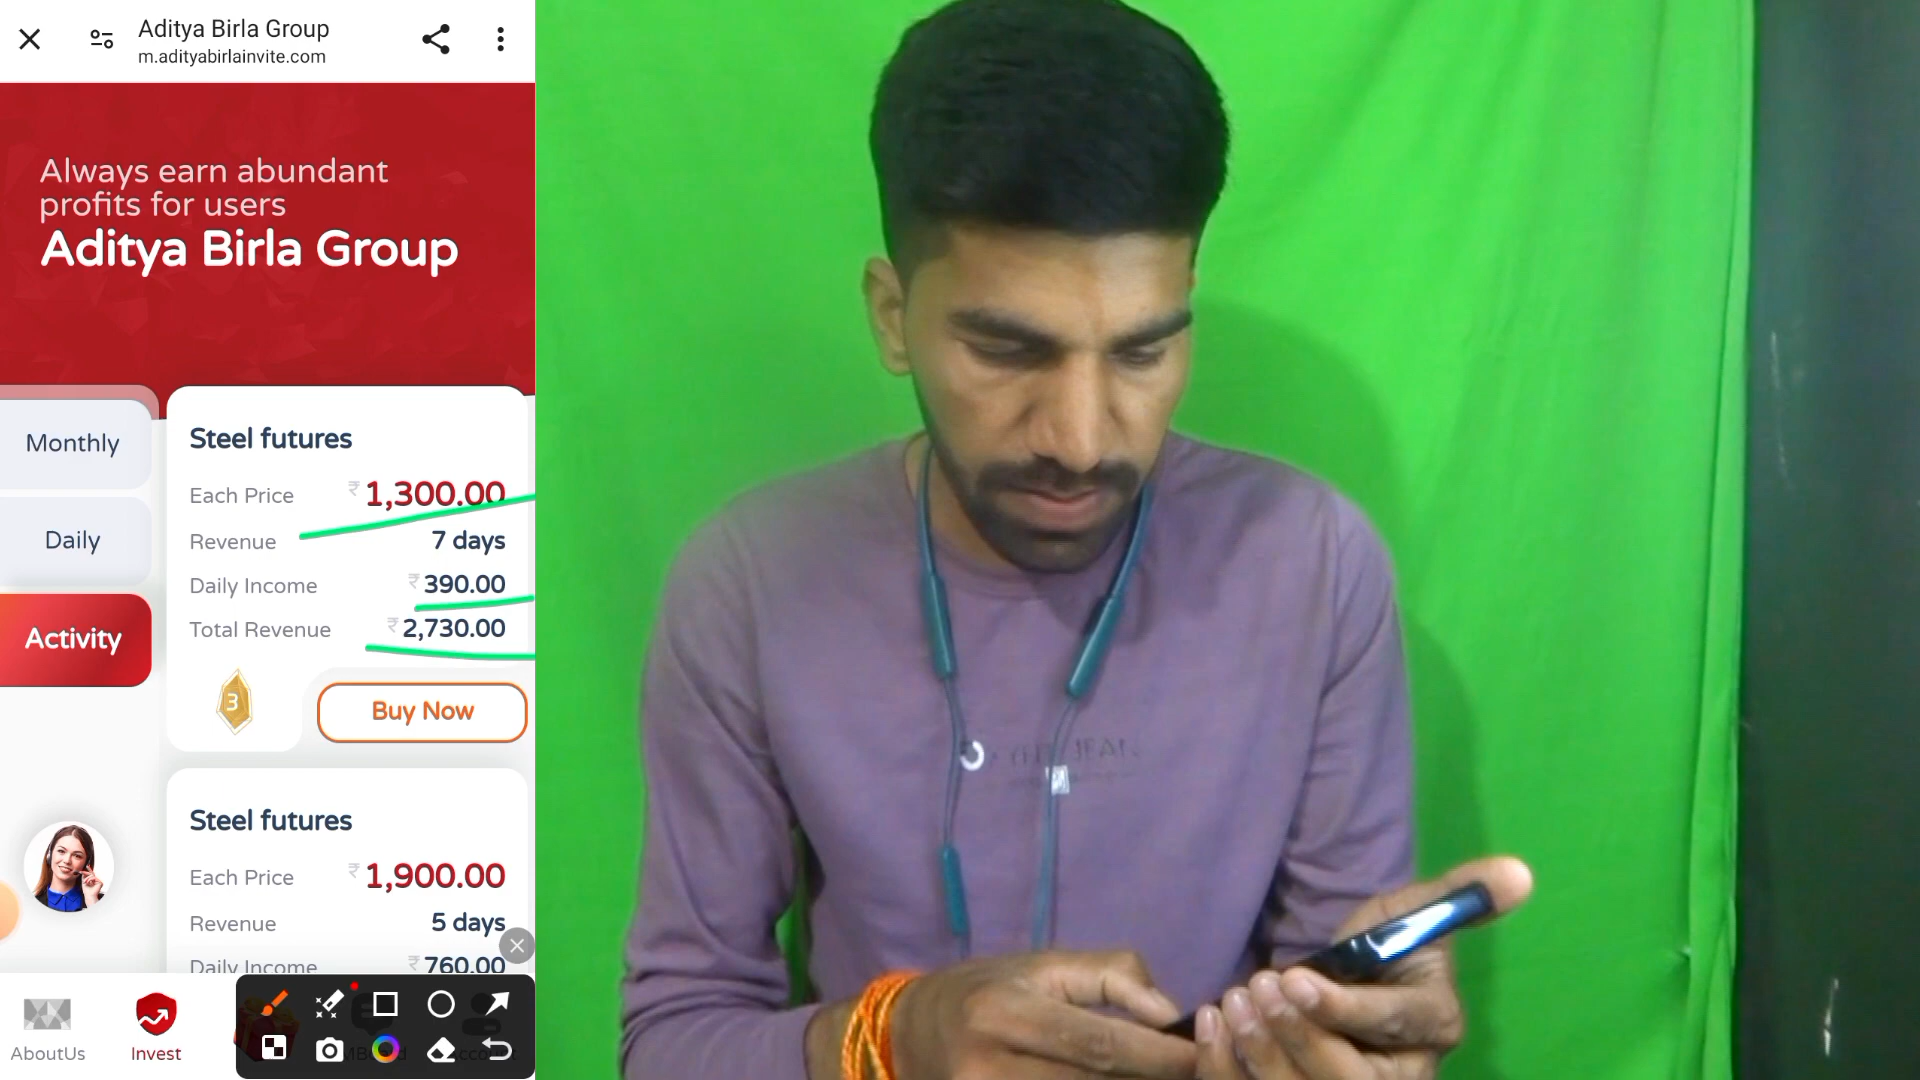 Aditya Birla Group
m.adityabirlainvite.com
Always earn abundant
profits for users
Aditya Birla Group
Monthly
Daily
Activity
Steel futures
Each Price ₹ 1,300.00
Revenue 7 days
Daily Income ₹ 390.00
Total Revenue ₹ 2,730.00
3
Buy Now
Steel futures
Each Price ₹ 1,900.00
Revenue 5 days
Daily Income ₹ 760.00
AboutUs
Invest